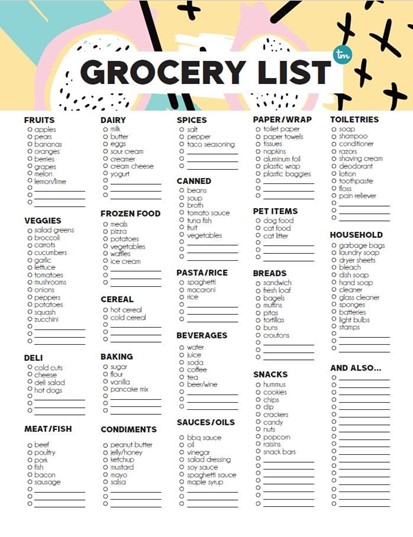 GROCERY LIST
tm
FRUITS
apples
pears
bananas
oranges
berries
grapes
melon
lemon/lime
VEGGIES
salad greens
broccoli
carrots
cucumbers
garlic
lettuce
tomatoes
mushrooms
onions
peppers
potatoes
squash
zucchini
DELI
cold cuts
cheese
deli salad
hot dogs
MEAT/FISH
beef
poultry
pork
fish
bacon
sausage
DAIRY
milk
butter
eggs
sour cream
creamer
cream cheese
yogurt
FROZEN FOOD
meals
pizza
potatoes
vegetables
waffles
ice cream
CEREAL
hot cereal
cold cereal
BAKING
sugar
flour
vanilla
pancake mix
CONDIMENTS
peanut butter
jelly/honey
ketchup
mustard
mayo
salsa
SPICES
salt
pepper
taco seasoning
CANNED
beans
soup
broth
tomato sauce
tuna fish
fruit
vegetables
PASTA/RICE
spaghetti
macaroni
rice
BEVERAGES
water
juice
soda
coffee
tea
beer/wine
SAUCES/OILS
bbq sauce
oil
vinegar
salad dressing
soy sauce
spaghetti sauce
maple syrup
PAPER/WRAP
toilet paper
paper towels
tissues
napkins
aluminum foil
plastic wrap
plastic baggies
PET ITEMS
dog food
cat food
cat litter
BREADS
sandwich
fresh loaf
bagels
muffins
pitas
tortillas
buns
croutons
SNACKS
hummus
cookies
chips
dip
crackers
candy
nuts
popcorn
raisins
snack bars
TOILETRIES
soap
shampoo
conditioner
razors
shaving cream
deodorant
lotion
toothpaste
floss
pain reliever
HOUSEHOLD
garbage bags
laundry soap
dryer sheets
bleach
dish soap
hand soap
cleaner
glass cleaner
sponges
batteries
light bulbs
stamps
AND ALSO...